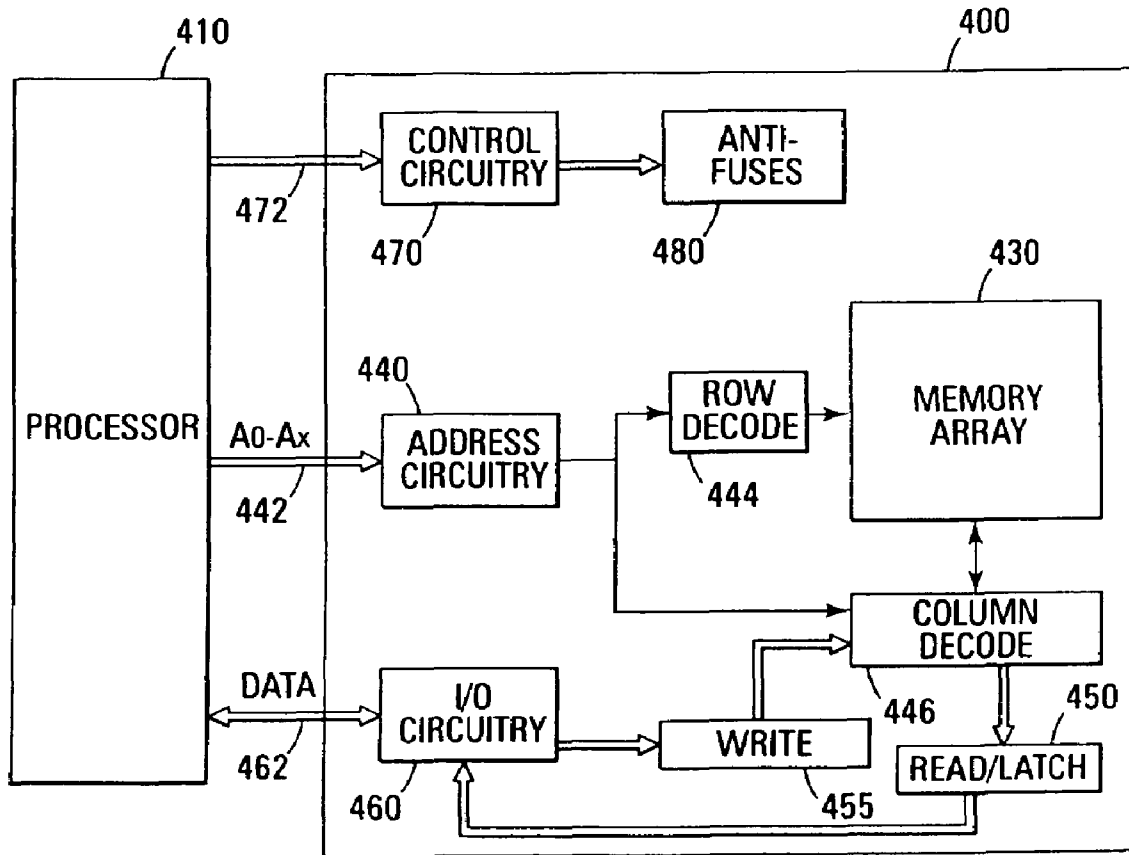 410
400
CONTROL
CIRCUITRY
ANTI-
FUSES
472
470
480
430
PROCESSOR
A0-Ax
442
440
ADDRESS
CIRCUITRY
ROW
DECODE
444
MEMORY
ARRAY
COLUMN
DECODE
446
450
DATA
462
I/O
CIRCUITRY
460
WRITE
455
READ/LATCH